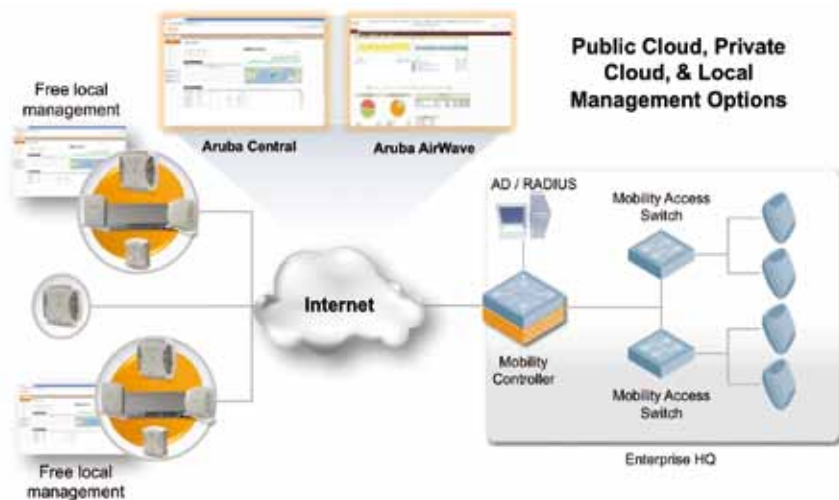 Public Cloud, Private
Cloud, & Local
Management Options
Free local
management
Aruba Central
Aruba AirWave
AD / RADIUS
Mobility Access
Switch
Internet
Mobility
Controller
Mobility Access
Switch
Enterprise HQ
Free local
management